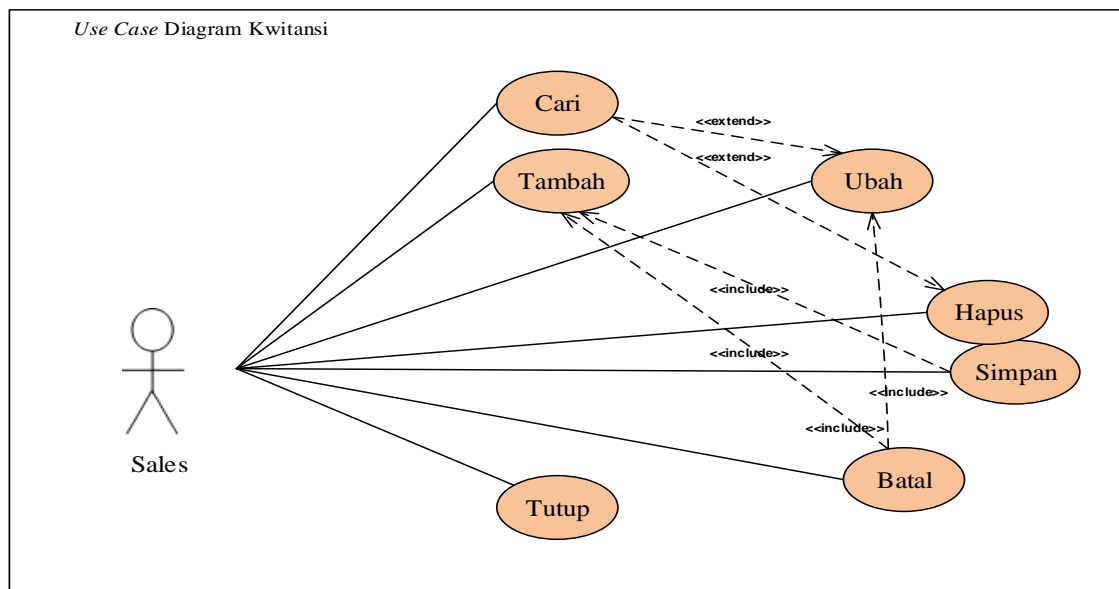 Use Case Diagram Kwitansi
Cari
<<extend>>
<<extend>>
Tambah
Ubah
<<include>>
Hapus
<<include>>
Simpan
<<include>>
<<include>>
Sales
Batal
Tutup